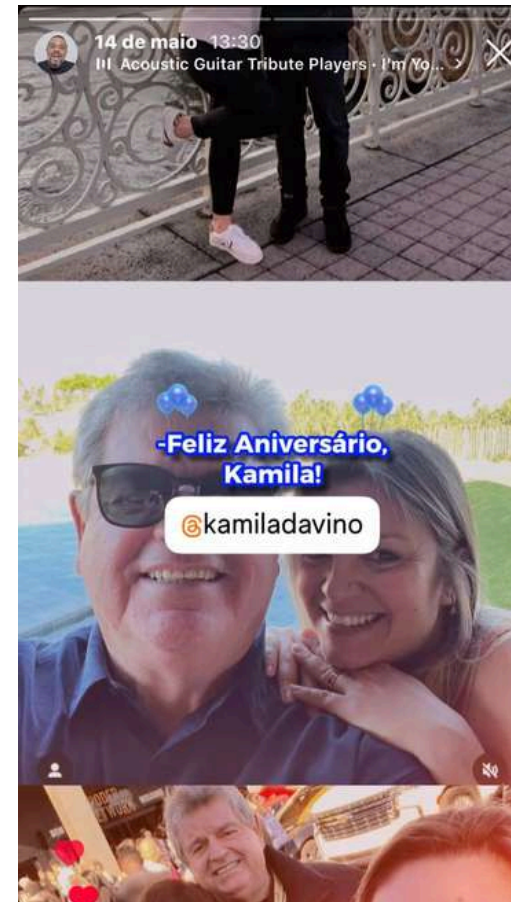 14 de maio 13:30
Acoustic Guitar Tribute Players · I'm Yo...
-Feliz Aniversário,
Kamila!
@kamiladavino